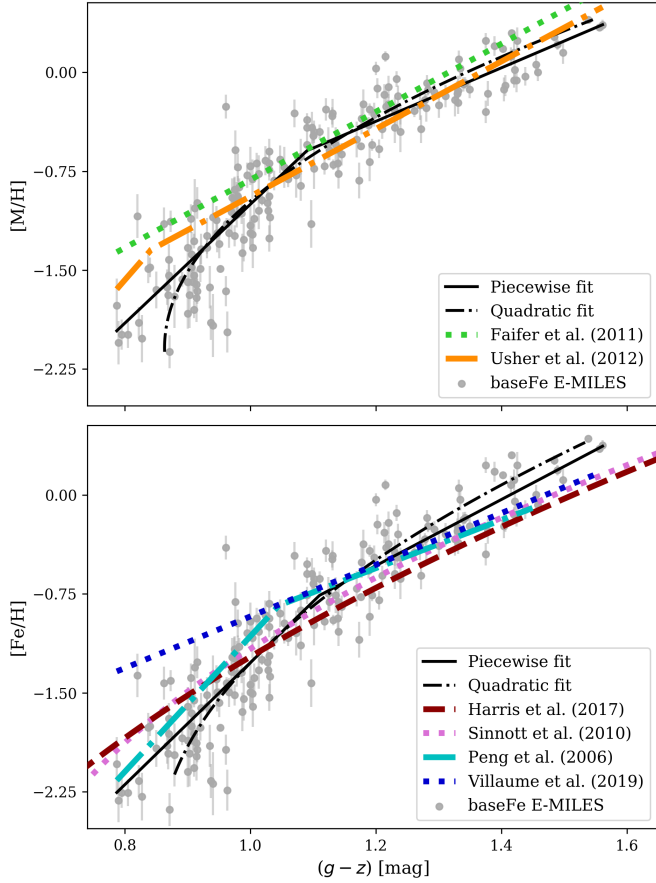 0.00
−0.75
−1.50
−2.25
[M/H]
Piecewise fit
Quadratic fit
Faifer et al. (2011)
Usher et al. (2012)
baseFe E-MILES
0.00
−0.75
−1.50
−2.25
[Fe/H]
Piecewise fit
Quadratic fit
Harris et al. (2017)
Sinnott et al. (2010)
Peng et al. (2006)
Villaume et al. (2019)
baseFe E-MILES
0.8 1.0 1.2 1.4 1.6
(g − z) [mag]